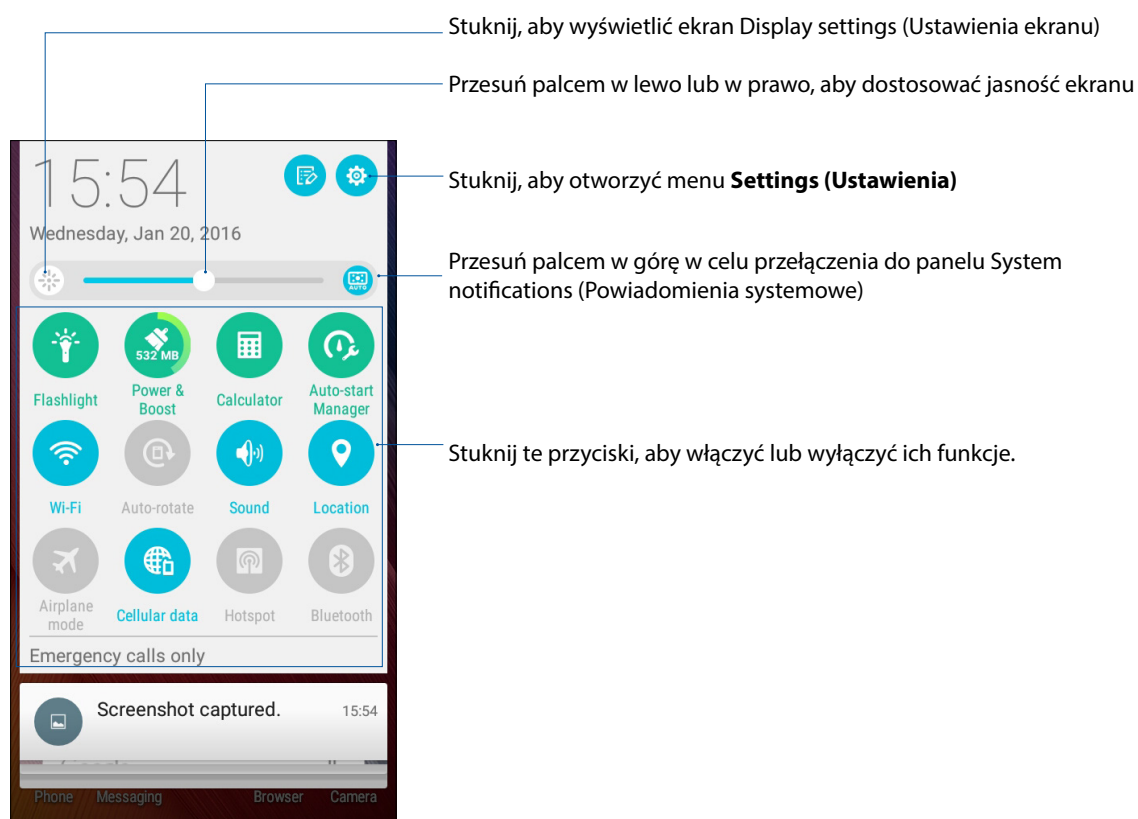 Stuknij, aby wyświetlić ekran Display settings (Ustawienia ekranu)
Przesuń palcem w lewo lub w prawo, aby dostosować jasność ekranu
15:54
Wednesday, Jan 20, 2016
Stuknij, aby otworzyć menu Settings (Ustawienia)
AUTO
Przesuń palcem w górę w celu przełączenia do panelu System
notifications (Powiadomienia systemowe)
532 MB
Flashlight
Power &
Boost
Calculator
Auto-start
Manager
Stuknij te przyciski, aby włączyć lub wyłączyć ich funkcje.
Wi-Fi
Auto-rotate
Sound
Location
Airplane
mode
Cellular data
Hotspot
Bluetooth
Emergency calls only
Screenshot captured.
15:54
Phone
Messaging
Browser
Camera